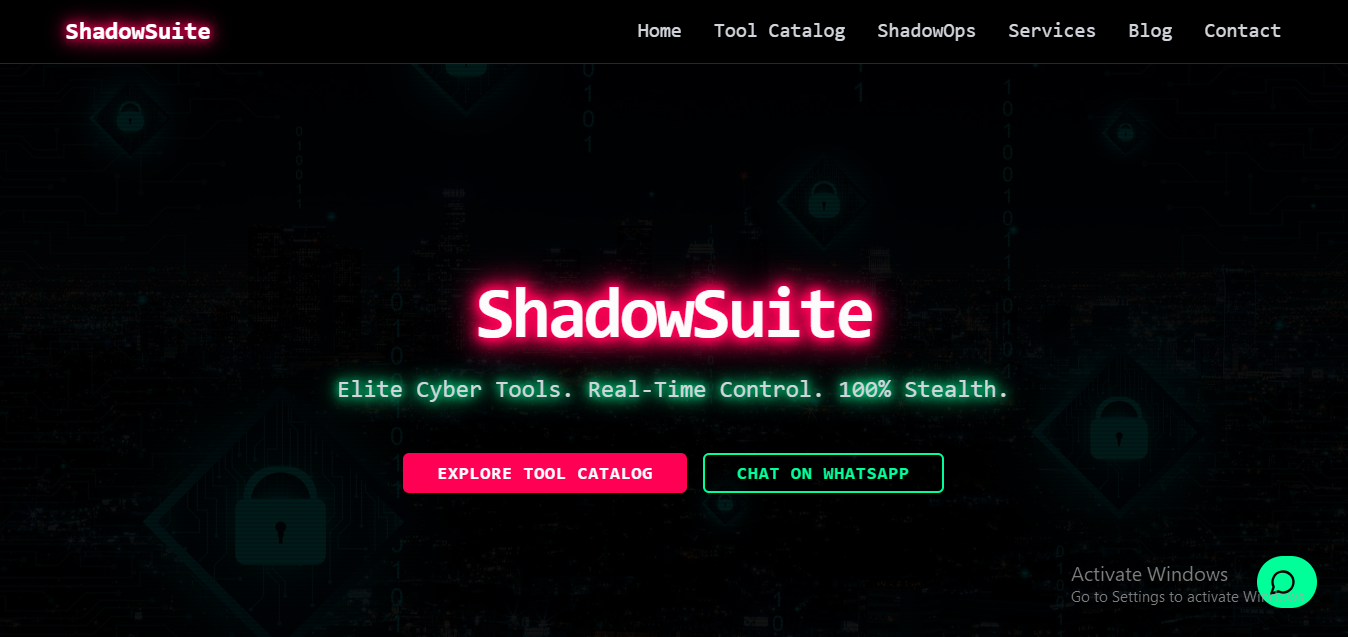 ShadowSuite
Home Tool Catalog ShadowOps Services Blog Contact
ShadowSuite
Elite Cyber Tools. Real-Time Control. 100% Stealth.
EXPLORE TOOL CATALOG CHAT ON WHATSAPP
Activate Windows
Go to Settings to activate Windows.